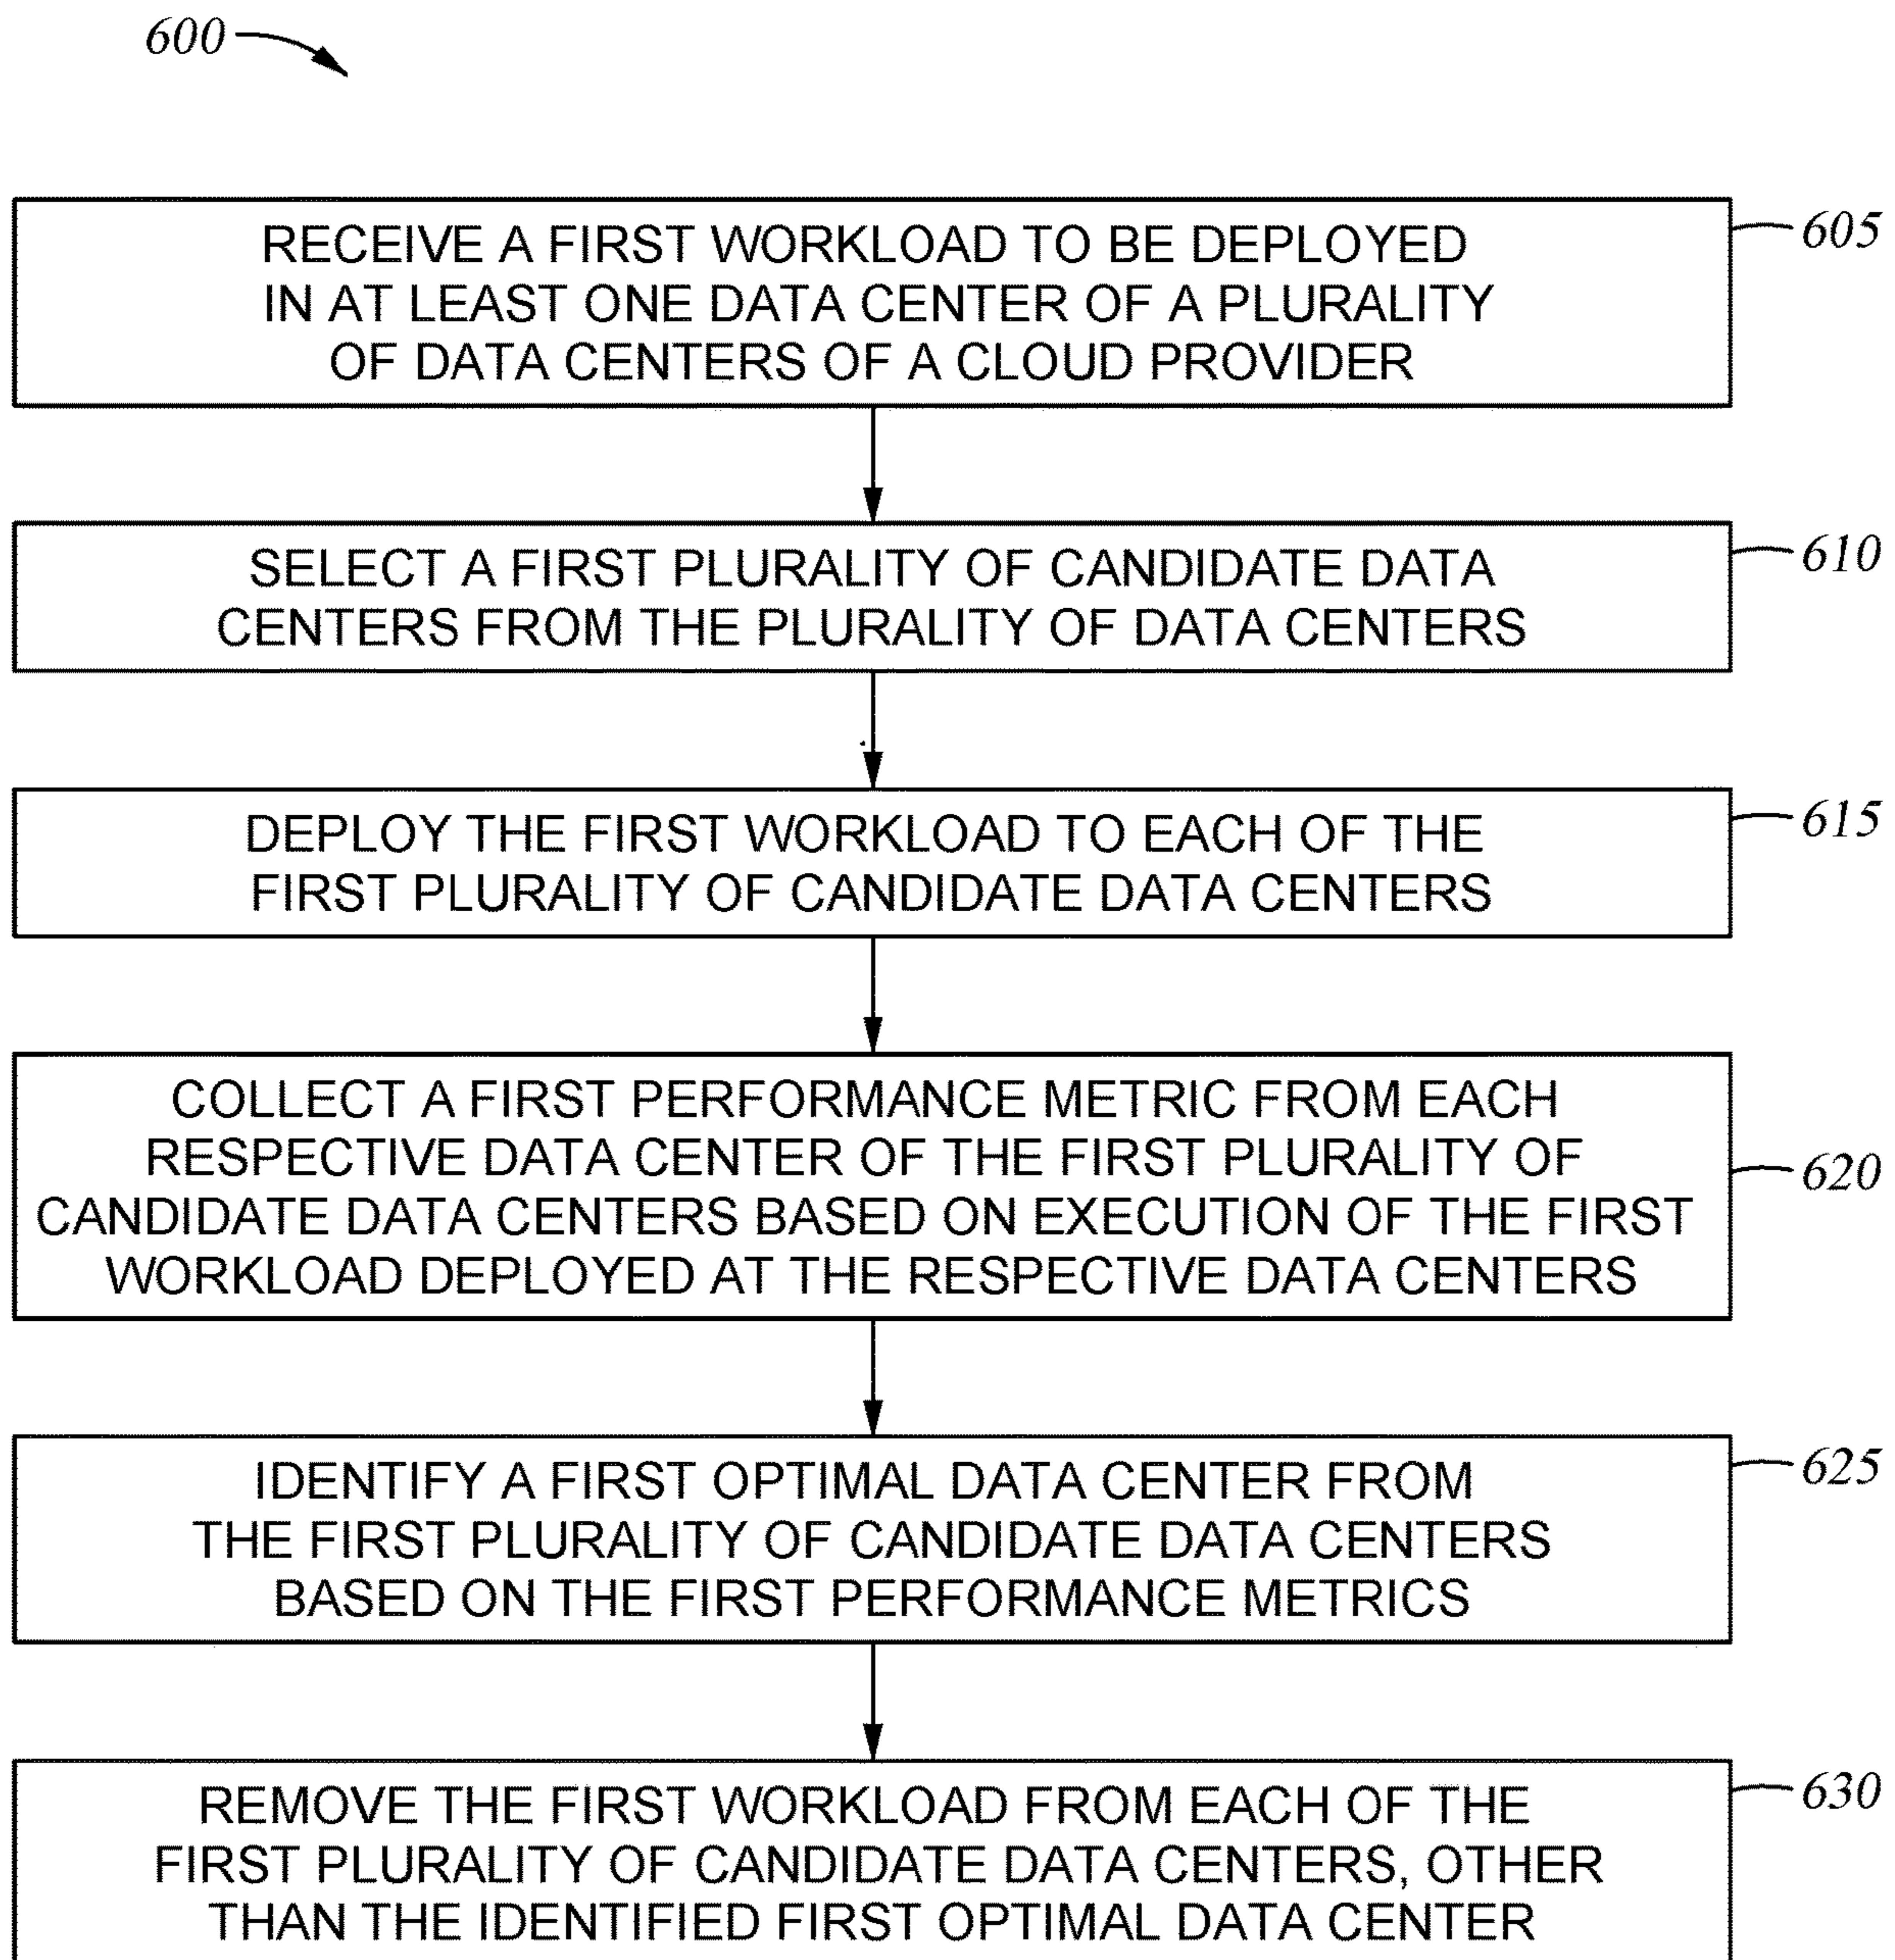 600
RECEIVE A FIRST WORKLOAD TO BE DEPLOYED
IN AT LEAST ONE DATA CENTER OF A PLURALITY
OF DATA CENTERS OF A CLOUD PROVIDER
605
SELECT A FIRST PLURALITY OF CANDIDATE DATA
CENTERS FROM THE PLURALITY OF DATA CENTERS
610
DEPLOY THE FIRST WORKLOAD TO EACH OF THE
FIRST PLURALITY OF CANDIDATE DATA CENTERS
615
COLLECT A FIRST PERFORMANCE METRIC FROM EACH
RESPECTIVE DATA CENTER OF THE FIRST PLURALITY OF
CANDIDATE DATA CENTERS BASED ON EXECUTION OF THE FIRST
WORKLOAD DEPLOYED AT THE RESPECTIVE DATA CENTERS
620
IDENTIFY A FIRST OPTIMAL DATA CENTER FROM
THE FIRST PLURALITY OF CANDIDATE DATA CENTERS
BASED ON THE FIRST PERFORMANCE METRICS
625
REMOVE THE FIRST WORKLOAD FROM EACH OF THE
FIRST PLURALITY OF CANDIDATE DATA CENTERS, OTHER
THAN THE IDENTIFIED FIRST OPTIMAL DATA CENTER
630